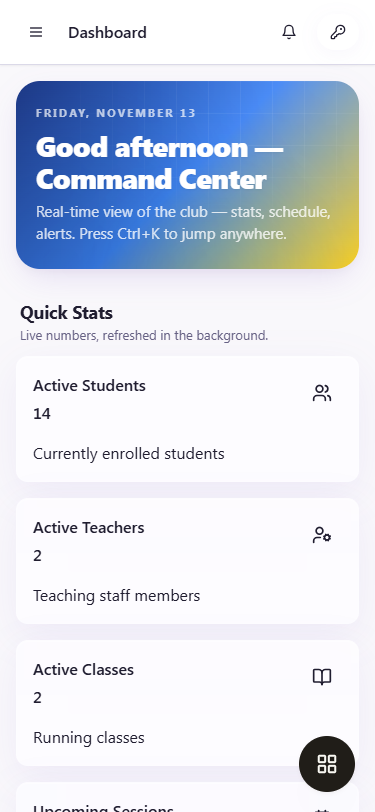 Dashboard
FRIDAY, NOVEMBER 13
Good afternoon —
Command Center
Real-time view of the club — stats, schedule,
alerts. Press Ctrl+K to jump anywhere.
Quick Stats
Live numbers, refreshed in the background.
Active Students
14
Currently enrolled students
Active Teachers
2
Teaching staff members
Active Classes
2
Running classes
Upcoming Sessions